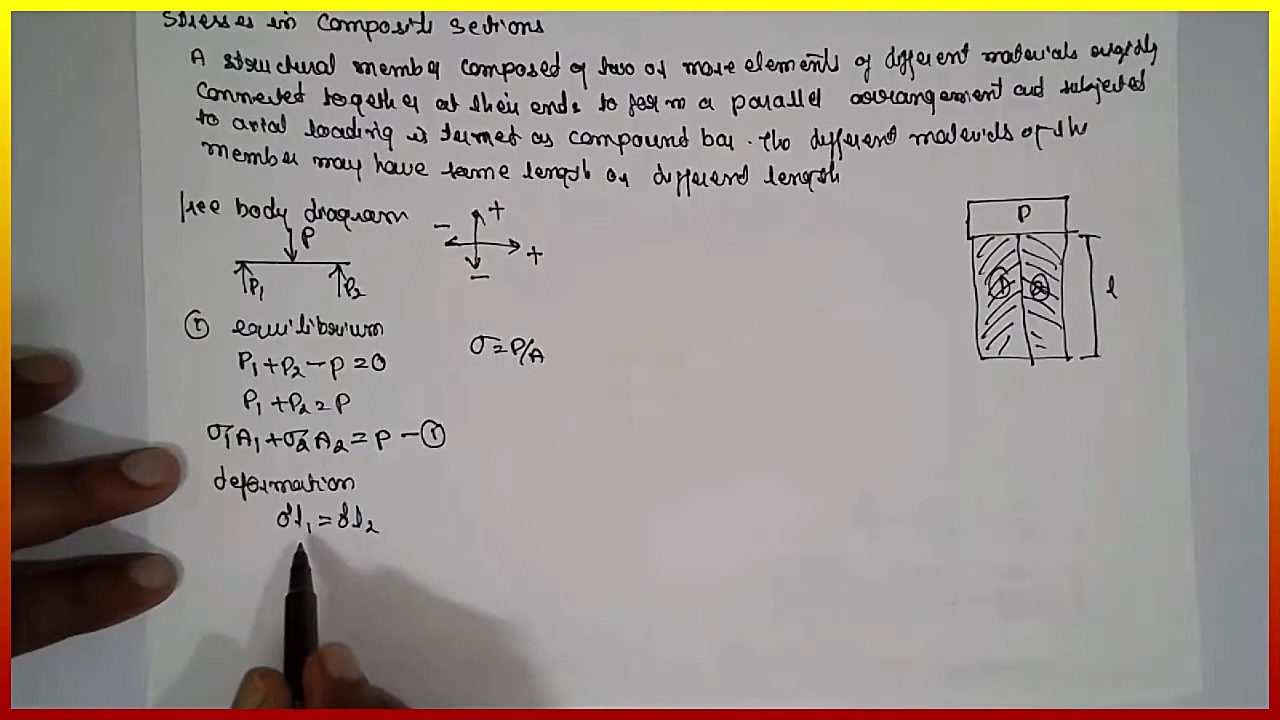 Stresses in Composite Sections
A structural member composed of two or more elements of different materials rigidly
Connected together at their ends to form a parallel arrangement and subjected
to axial loading is termed as compound bar. The different materials of the
member may have same length or different length
free body diagram
P
P₁ P₂
+
-
+
-
P
① ②
l
① equilibrium
P₁+P₂-P=0
P₁+P₂=P
σ₁A₁+σ₂A₂=P-①
σ=P/A
deformation
δl₁=δl₂